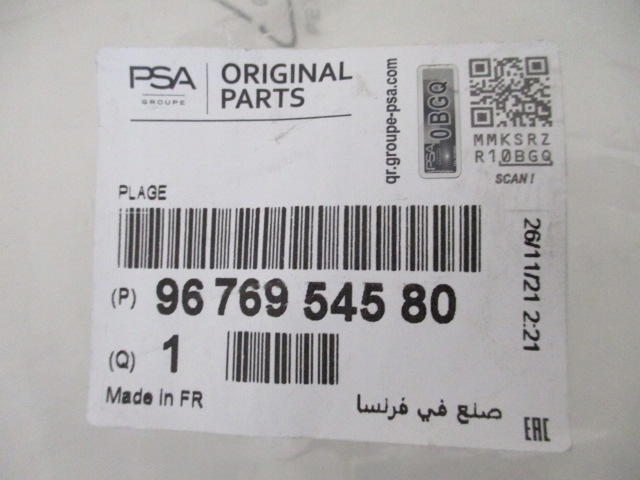 PSA
GROUPE
ORIGINAL
PARTS
qr.groupe-psa.com
PSA 0BGQ
MMKSRZ
R10BGQ
SCAN!
PLAGE
(P) 96 769 545 80
(Q) 1
Made in FR
صنع في فرنسا
26/11/21 2:21
EAC